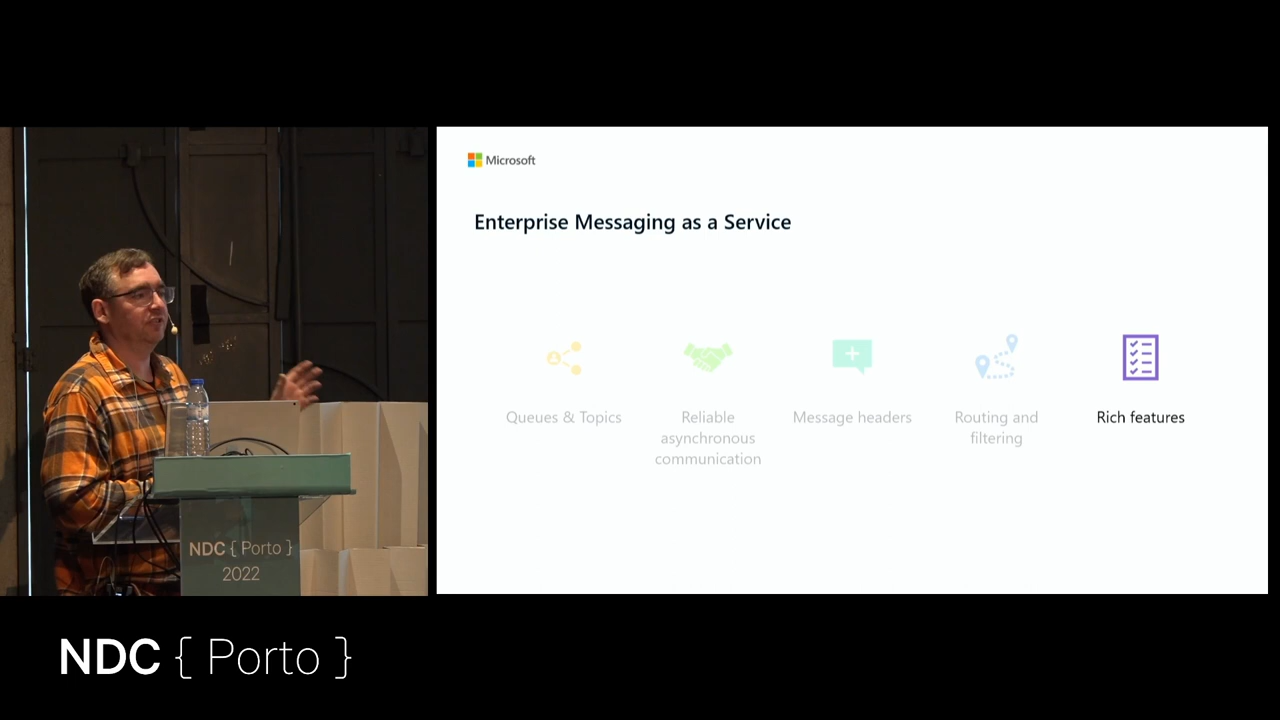 Microsoft
Enterprise Messaging as a Service
Queues & Topics
Reliable
asynchronous
communication
Message headers
Routing and
filtering
Rich features
NDC { Porto }
2022
NDC { Porto }